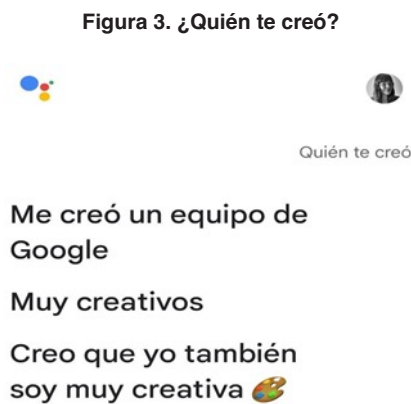 Figura 3. ¿Quién te creó?
Quién te creó
Me creó un equipo de
Google
Muy creativos
Creo que yo también
soy muy creativa 🎨